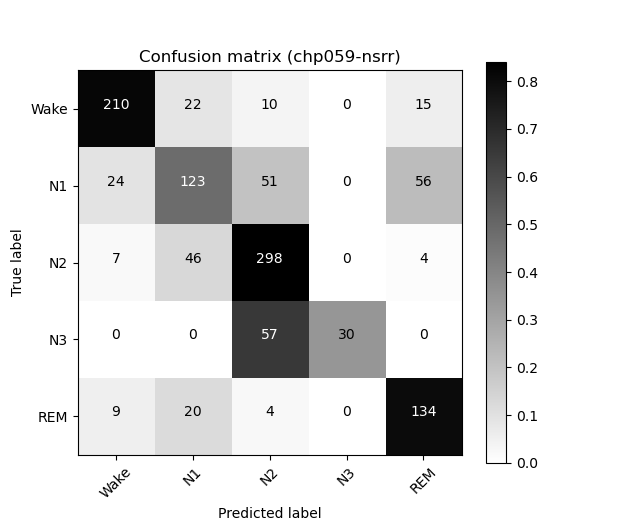 Confusion matrix (chp059-nsrr)
True label
Wake 210 22 10 0 15
N1 24 123 51 0 56
N2 7 46 298 0 4
N3 0 0 57 30 0
REM 9 20 4 0 134
Wake N1 N2 N3 REM
Predicted label
0.8
0.7
0.6
0.5
0.4
0.3
0.2
0.1
0.0